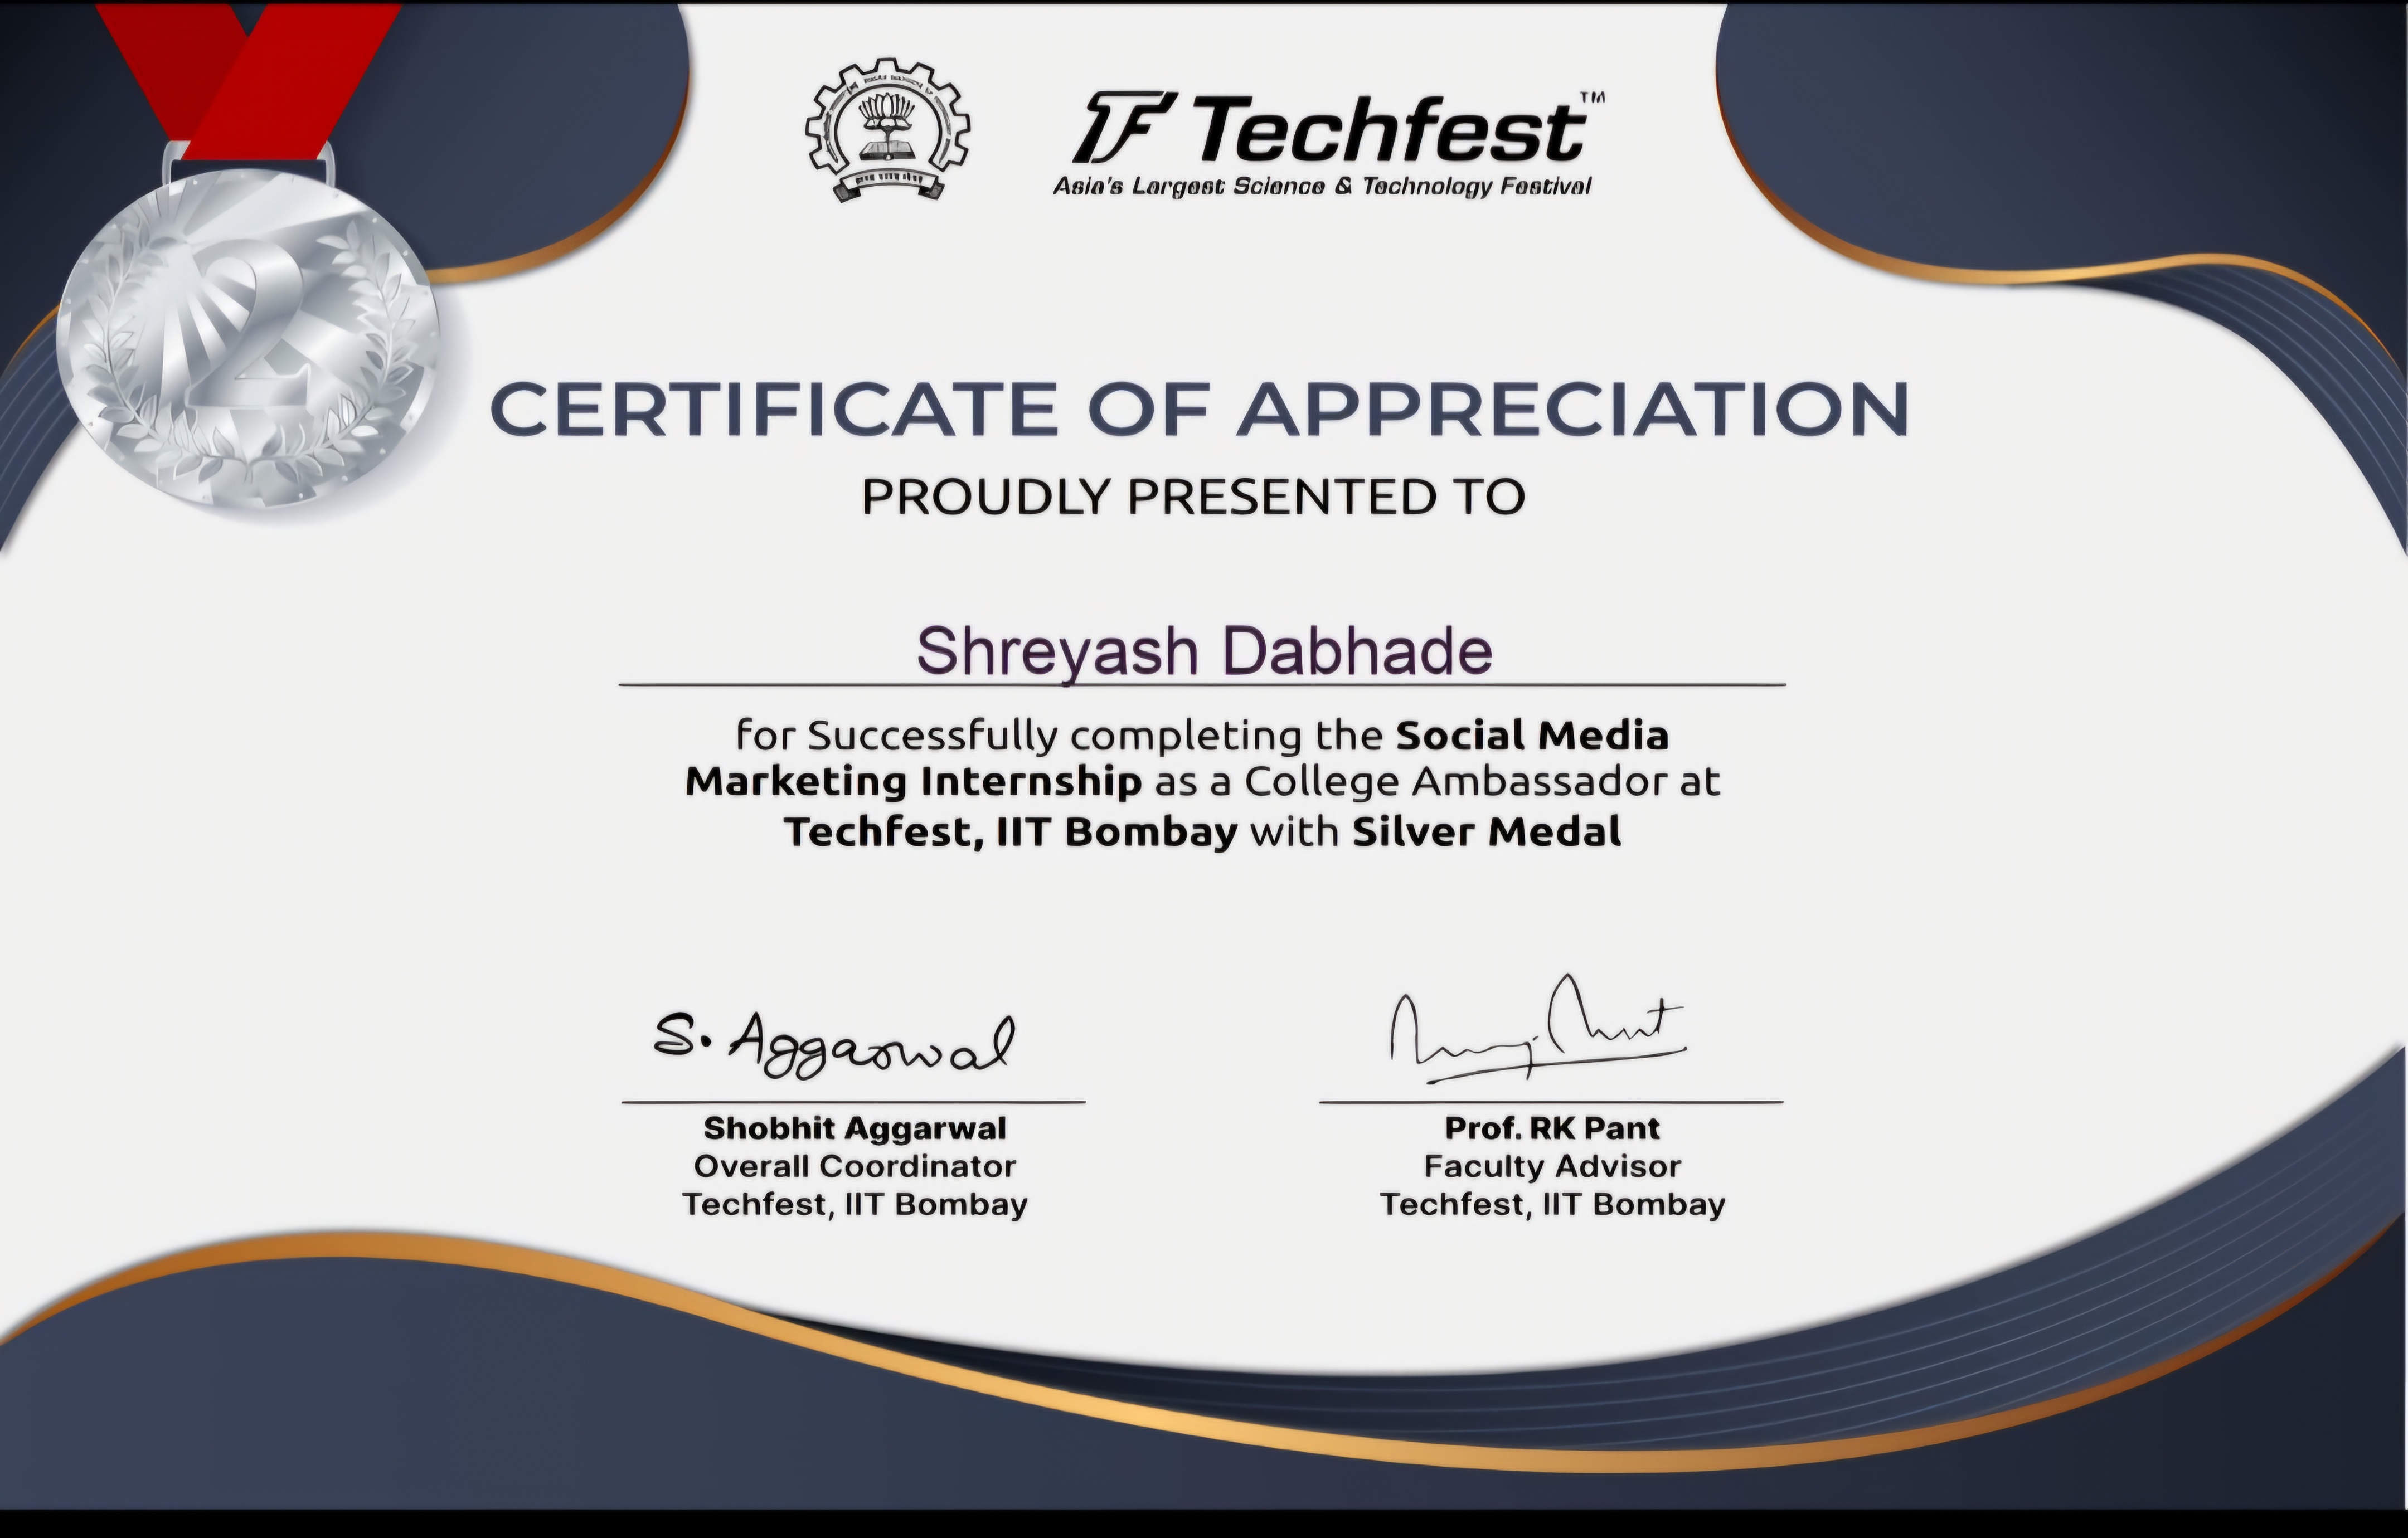 TF Techfest™
Asia's Largest Science & Technology Festival
2
CERTIFICATE OF APPRECIATION
PROUDLY PRESENTED TO
Shreyash Dabhade
for Successfully completing the Social Media
Marketing Internship as a College Ambassador at
Techfest, IIT Bombay with Silver Medal
S. Aggarwal
Shobhit Aggarwal
Overall Coordinator
Techfest, IIT Bombay
Prof. RK Pant
Faculty Advisor
Techfest, IIT Bombay